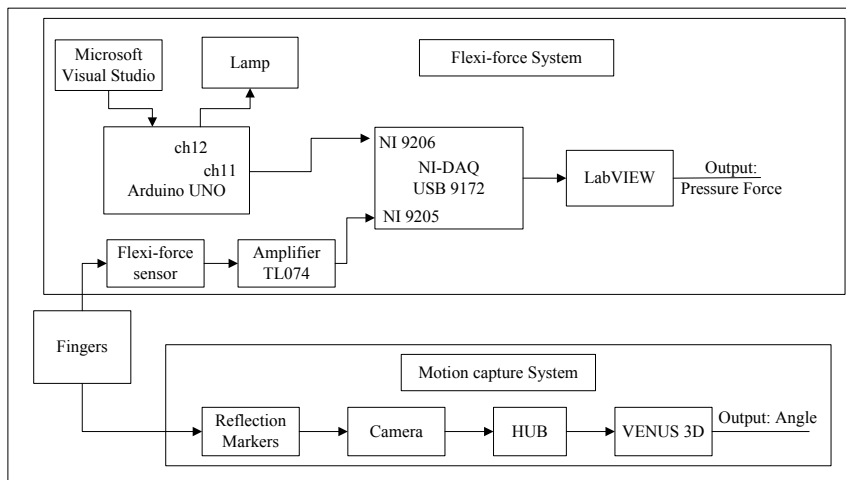 Microsoft
Visual Studio
Lamp
Flexi-force System
ch12
ch11
Arduino UNO
NI 9206
NI-DAQ
USB 9172
NI 9205
LabVIEW
Output:
Pressure Force
Flexi-force
sensor
Amplifier
TL074
Fingers
Motion capture System
Reflection
Markers
Camera
HUB
VENUS 3D
Output: Angle